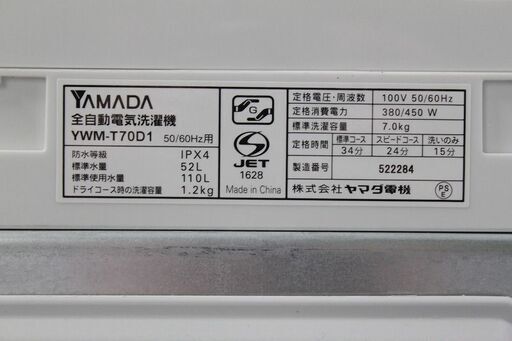 YAMADA
全自動電気洗濯機
YWM-T70D1 50/60Hz用
防水等級 IPX4
標準水量 52L
標準使用水量 110L
ドライコース時の洗濯容量 1.2kg
G
S
JET
1628
Made in China
定格電圧・周波数 100V 50/60Hz
定格消費電力 380/450 W
標準洗濯容量 7.0kg
定格時間 標準コース スピードコース 洗いのみ
34分 24分 15分
製造番号 522284
株式会社 ヤマダ電機
PS
E